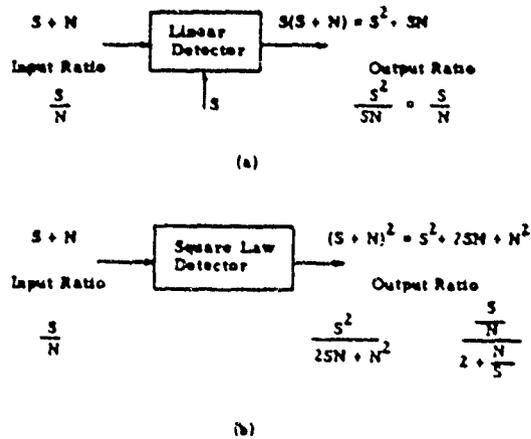 S + N
Linear
Detector
S(S + N) = S² + SN
Input Ratio
S/N
S
Output Ratio
S²/SN = S/N
(a)
S + N
Square Law
Detector
(S + N)² = S² + 2SN + N²
Input Ratio
S/N
Output Ratio
S²/(2SN + N²)
(S/N)/(2 + N/S)
(b)